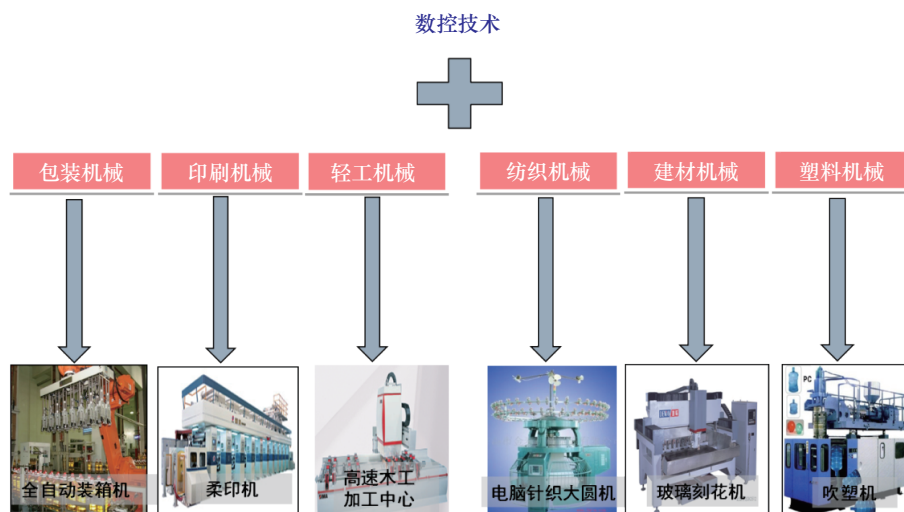 数控技术
包装机械
印刷机械
轻工机械
纺织机械
建材机械
塑料机械
PC
全自动装箱机
柔印机
高速木工
加工中心
电脑针织大圆机
玻璃刻花机
吹塑机